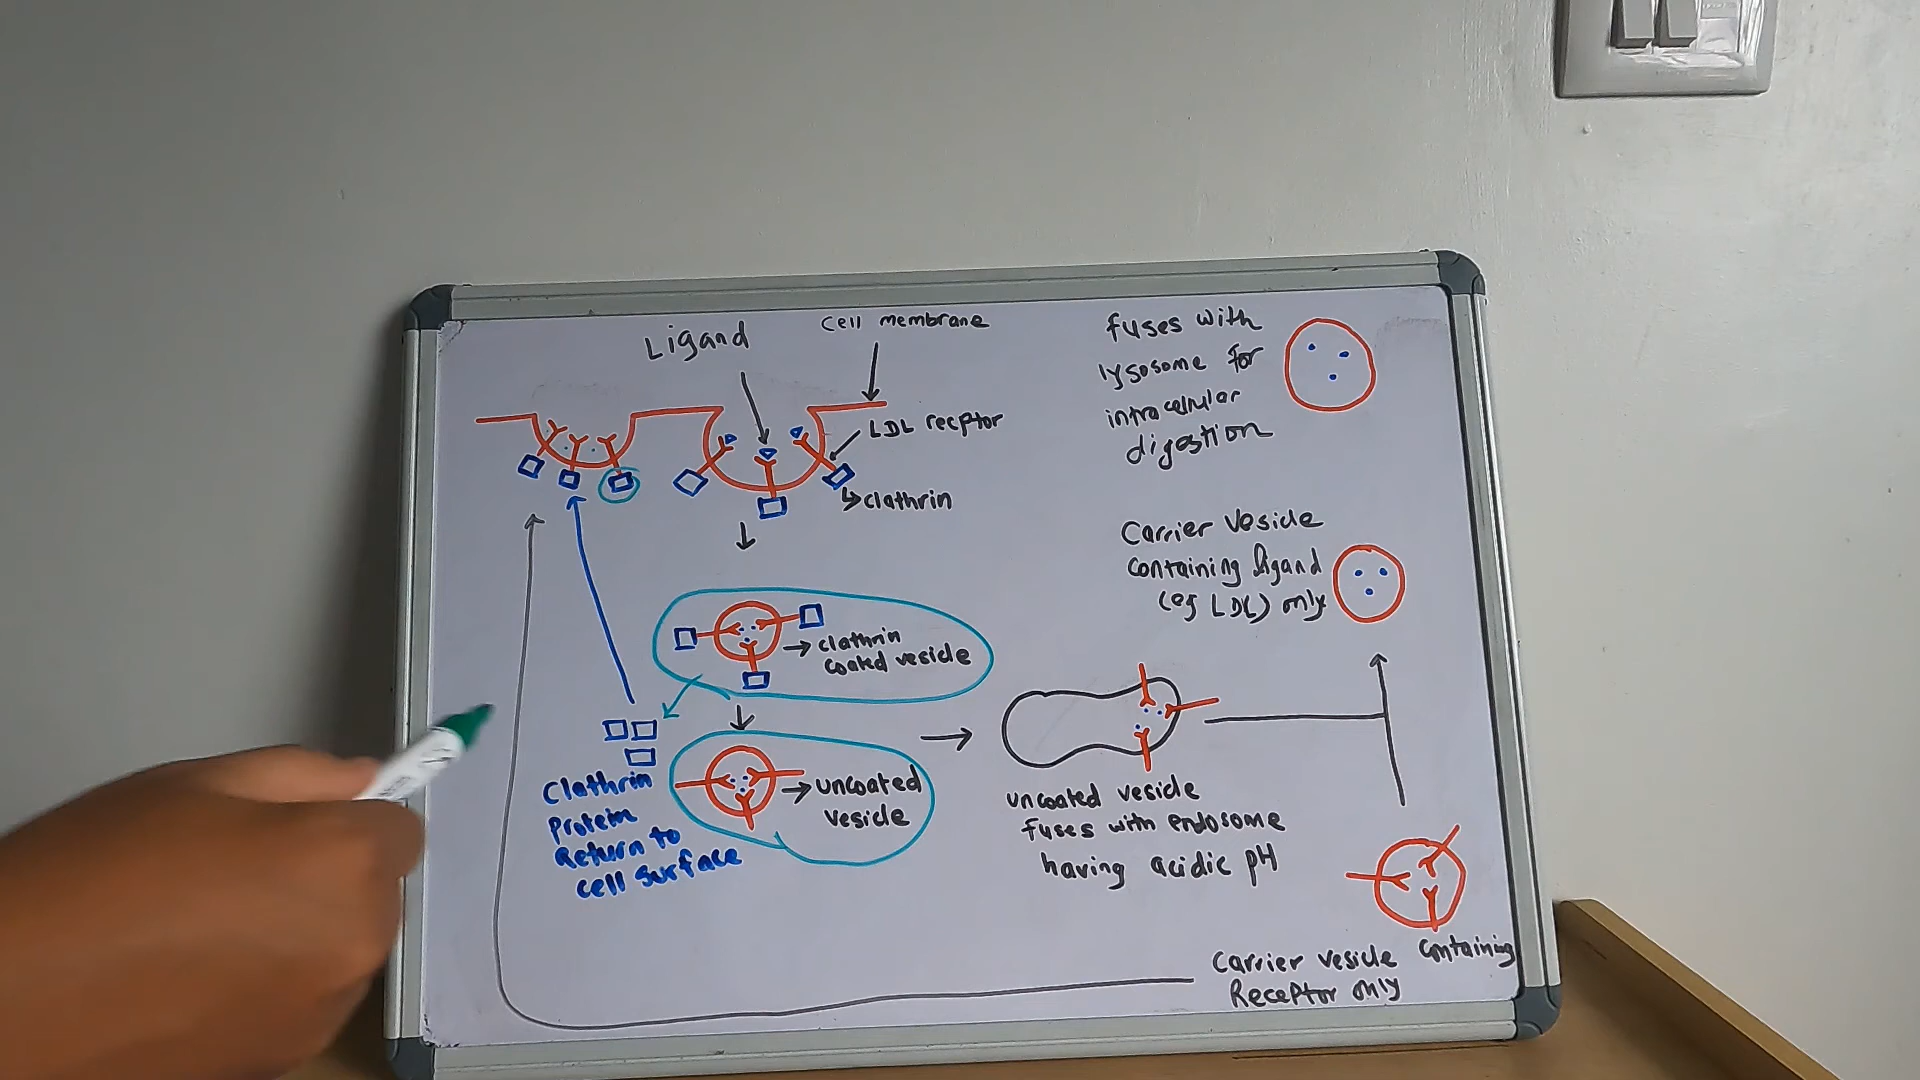 Ligand
Cell membrane
LDL receptor
clathrin
clathrin
coated vesicle
uncoated
vesicle
Clathrin
Protein
Return to
cell surface
uncoated vesicle
fuses with endosome
having acidic pH
fuses with
lysosome for
intracellular
digestion
Carrier Vesicle
containing ligand
(eg LDL) only
Carrier vesicle containing
Receptor only